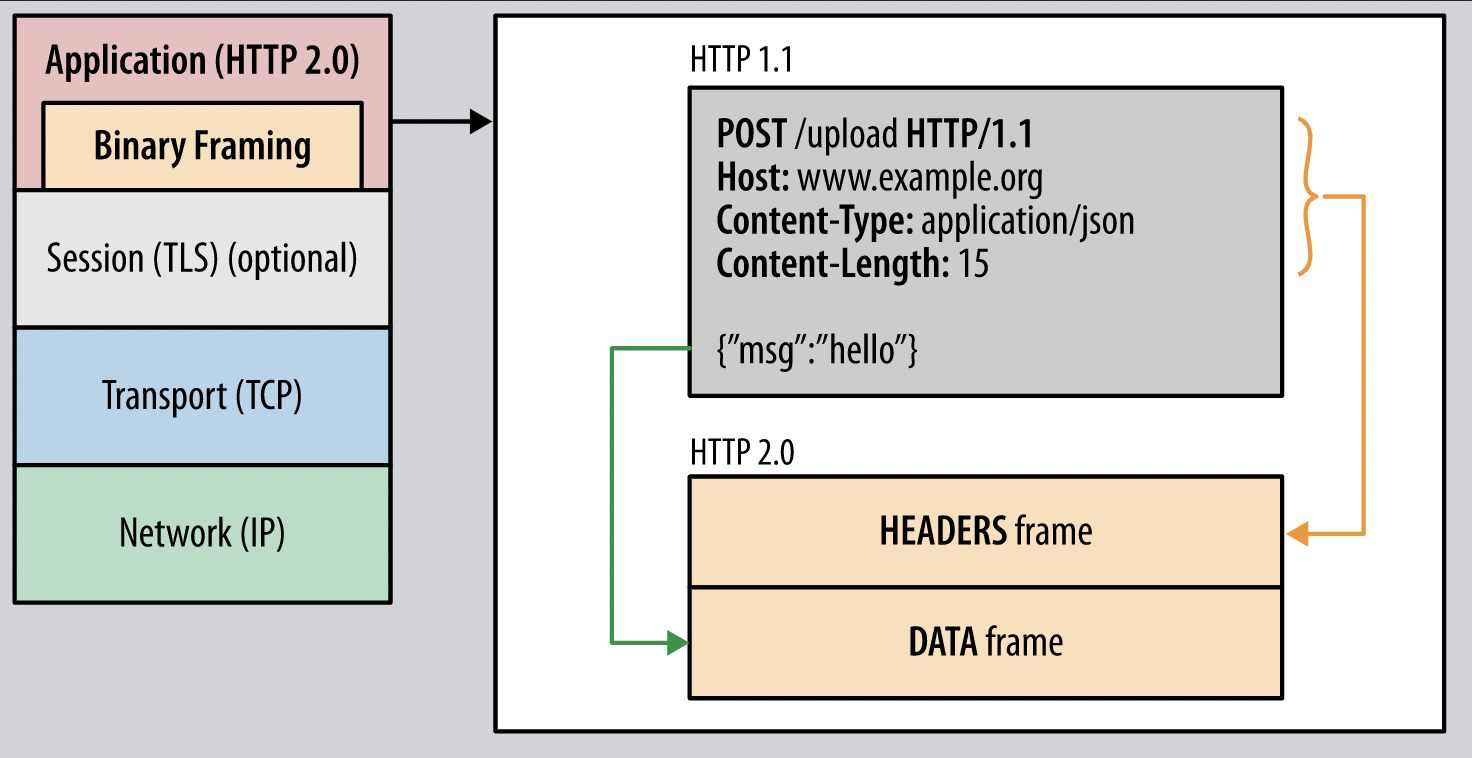 Application (HTTP 2.0)
Binary Framing
Session (TLS) (optional)
Transport (TCP)
Network (IP)
HTTP 1.1
POST /upload HTTP/1.1
Host: www.example.org
Content-Type: application/json
Content-Length: 15
{”msg”:”hello”}
HTTP 2.0
HEADERS frame
DATA frame